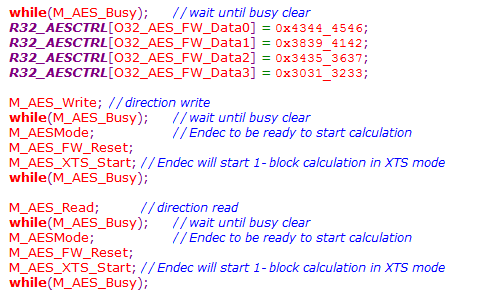 while(M_AES_Busy); //wait until busy clear
R32_AESCTRL[O32_AES_FW_Data0] = 0x4344_4546;
R32_AESCTRL[O32_AES_FW_Data1] = 0x3839_4142;
R32_AESCTRL[O32_AES_FW_Data2] = 0x3435_3637;
R32_AESCTRL[O32_AES_FW_Data3] = 0x3031_3233;
M_AES_Write; //direction write
while(M_AES_Busy); //wait until busy clear
M_AESMode; //Endec to be ready to start calculation
M_AES_FW_Reset;
M_AES_XTS_Start; //Endec will start 1-block calculation in XTS mode
while(M_AES_Busy);
M_AES_Read; //direction read
while(M_AES_Busy); //wait until busy clear
M_AESMode; //Endec to be ready to start calculation
M_AES_FW_Reset;
M_AES_XTS_Start; //Endec will start 1-block calculation in XTS mode
while(M_AES_Busy);